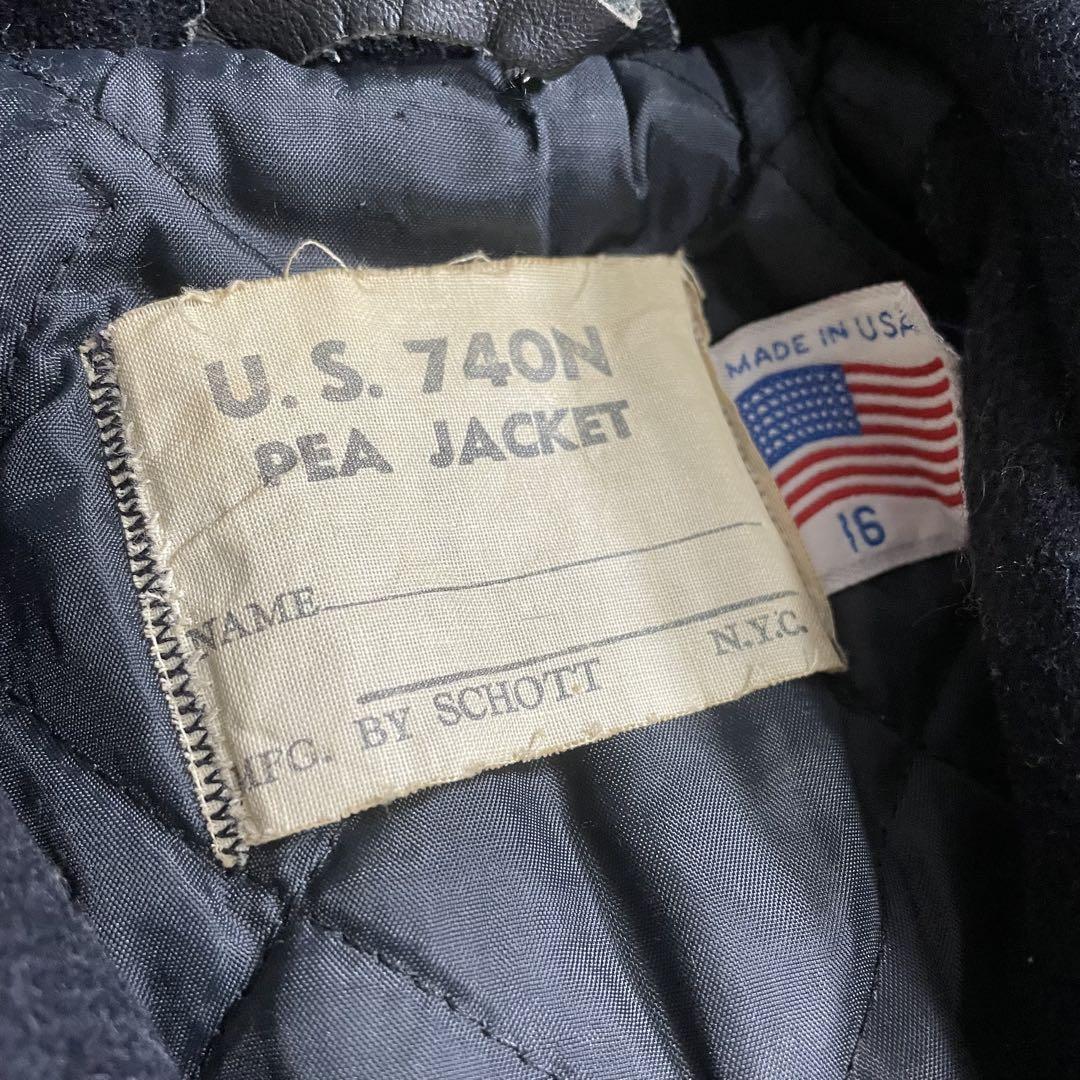 U.S. 740N
PEA JACKET
NAME
MFG. BY SCHOTT N.Y.C.
MADE IN USA
16